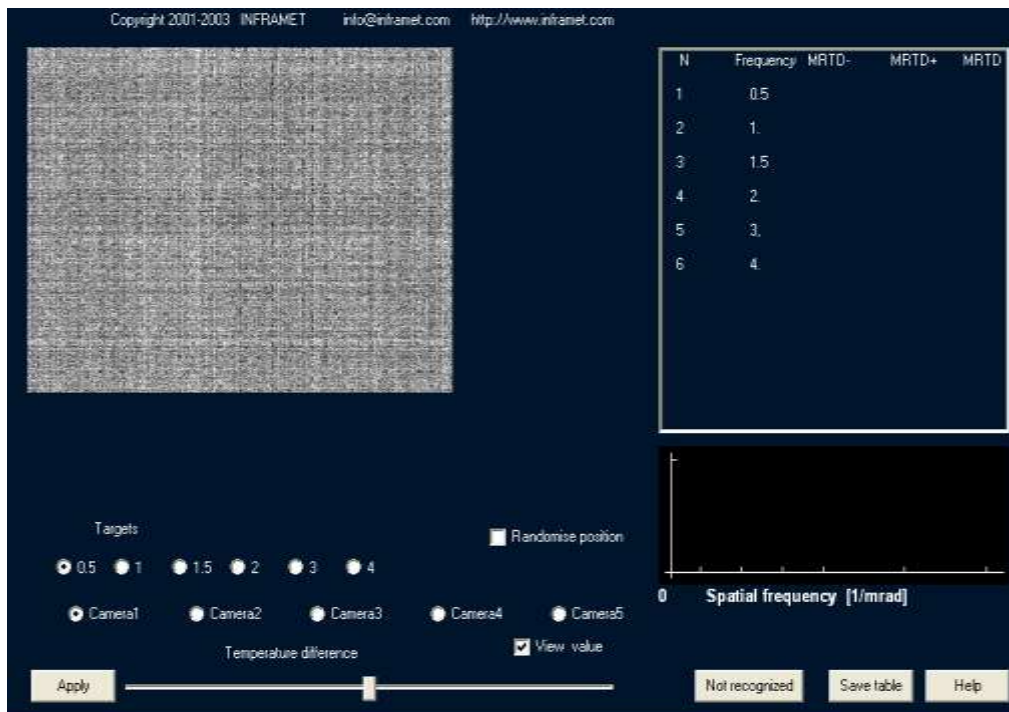 Copyright 2001-2003 INFRAMET info@inframet.com http://www.inframet.com
N Frequency MRTD- MRTD+ MRTD
1 0.5
2 1.
3 1.5
4 2.
5 3.
6 4.
Targets
Randomise position
0.5 1 1.5 2 3 4
0 Spatial frequency [1/mrad]
Camera1 Camera2 Camera3 Camera4 Camera5
Temperature difference
View value
Apply
Not recognized Save table Help